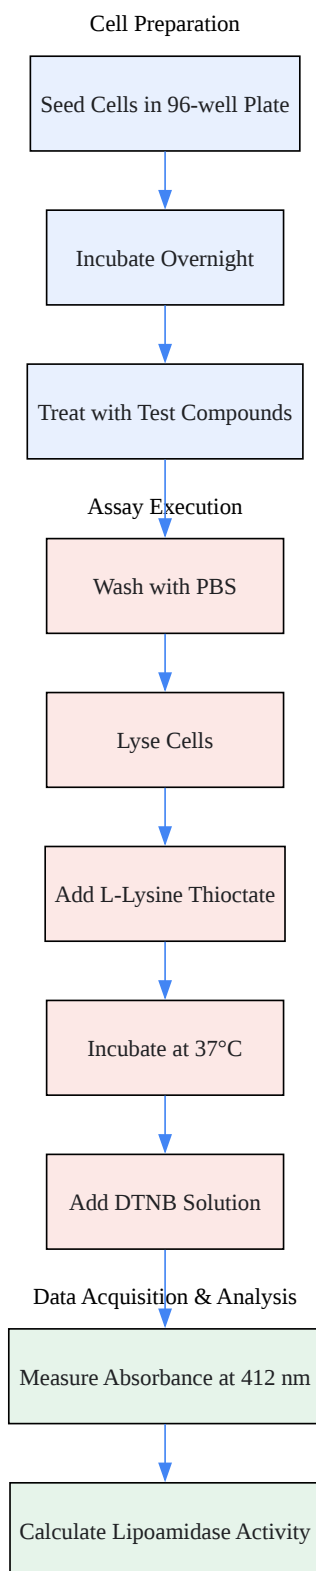 Cell Preparation
Seed Cells in 96-well Plate
Incubate Overnight
Treat with Test Compounds
Assay Execution
Wash with PBS
Lyse Cells
Add L-Lysine Thioctate
Incubate at 37°C
Add DTNB Solution
Data Acquisition & Analysis
Measure Absorbance at 412 nm
Calculate Lipoamidase Activity